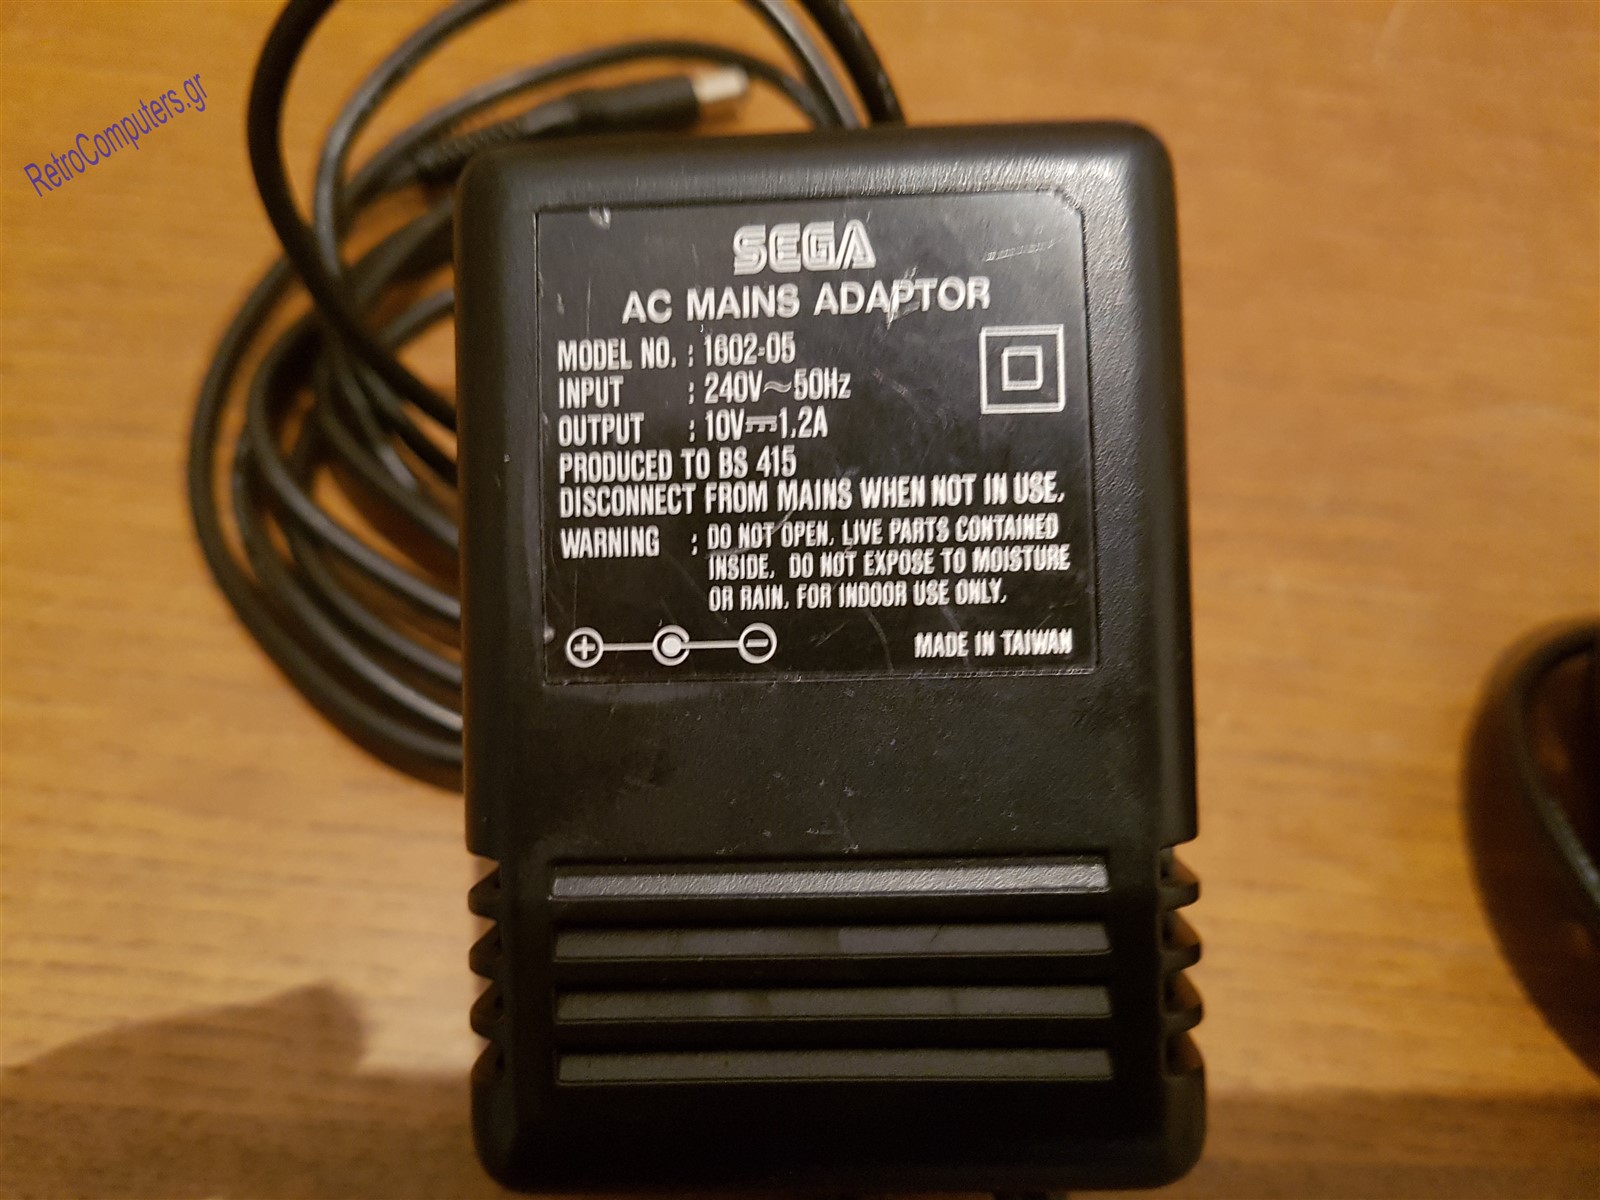 RetroComputers.gr
SEGA
AC MAINS ADAPTOR
MODEL NO. : 1602-05
INPUT : 240V~50Hz
OUTPUT : 10V⎓1.2A
PRODUCED TO BS 415
DISCONNECT FROM MAINS WHEN NOT IN USE.
WARNING : DO NOT OPEN. LIVE PARTS CONTAINED
INSIDE. DO NOT EXPOSE TO MOISTURE
OR RAIN. FOR INDOOR USE ONLY.
MADE IN TAIWAN